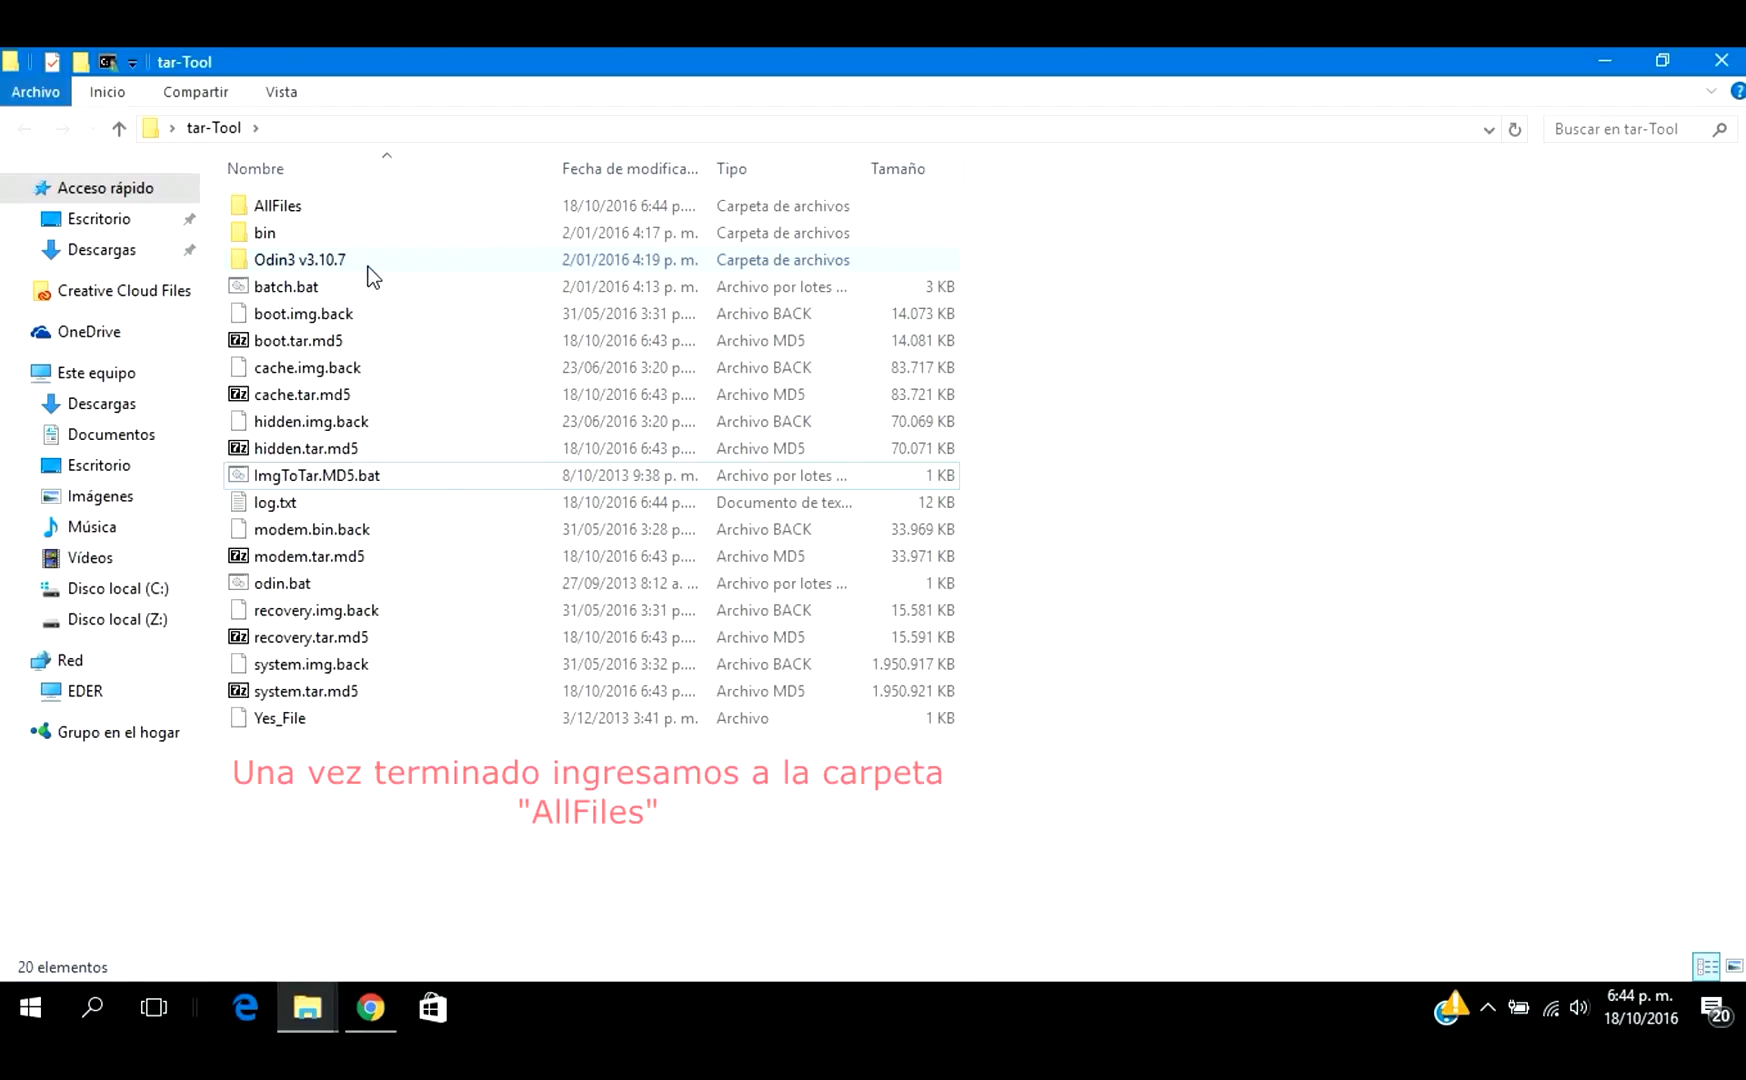 tar-Tool
Archivo Inicio Compartir Vista
tar-Tool
Buscar en tar-Tool
Nombre Fecha de modifica... Tipo Tamaño
Acceso rápido
Escritorio
Descargas
Creative Cloud Files
OneDrive
Este equipo
Descargas
Documentos
Escritorio
Imágenes
Música
Vídeos
Disco local (C:)
Disco local (Z:)
Red
EDER
Grupo en el hogar
AllFiles 18/10/2016 6:44 p.... Carpeta de archivos
bin 2/01/2016 4:17 p. m. Carpeta de archivos
Odin3 v3.10.7 2/01/2016 4:19 p. m. Carpeta de archivos
batch.bat 2/01/2016 4:13 p. m. Archivo por lotes ... 3 KB
boot.img.back 31/05/2016 3:31 p.... Archivo BACK 14.073 KB
boot.tar.md5 18/10/2016 6:43 p.... Archivo MD5 14.081 KB
cache.img.back 23/06/2016 3:20 p.... Archivo BACK 83.717 KB
cache.tar.md5 18/10/2016 6:43 p.... Archivo MD5 83.721 KB
hidden.img.back 23/06/2016 3:20 p.... Archivo BACK 70.069 KB
hidden.tar.md5 18/10/2016 6:43 p.... Archivo MD5 70.071 KB
ImgToTar.MD5.bat 8/10/2013 9:38 p. m. Archivo por lotes ... 1 KB
log.txt 18/10/2016 6:44 p.... Documento de tex... 12 KB
modem.bin.back 31/05/2016 3:28 p.... Archivo BACK 33.969 KB
modem.tar.md5 18/10/2016 6:43 p.... Archivo MD5 33.971 KB
odin.bat 27/09/2013 8:12 a. ... Archivo por lotes ... 1 KB
recovery.img.back 31/05/2016 3:31 p.... Archivo BACK 15.581 KB
recovery.tar.md5 18/10/2016 6:43 p.... Archivo MD5 15.591 KB
system.img.back 31/05/2016 3:32 p.... Archivo BACK 1.950.917 KB
system.tar.md5 18/10/2016 6:43 p.... Archivo MD5 1.950.921 KB
Yes_File 3/12/2013 3:41 p. m. Archivo 1 KB
Una vez terminado ingresamos a la carpeta
"AllFiles"
20 elementos
6:44 p. m.
18/10/2016
20